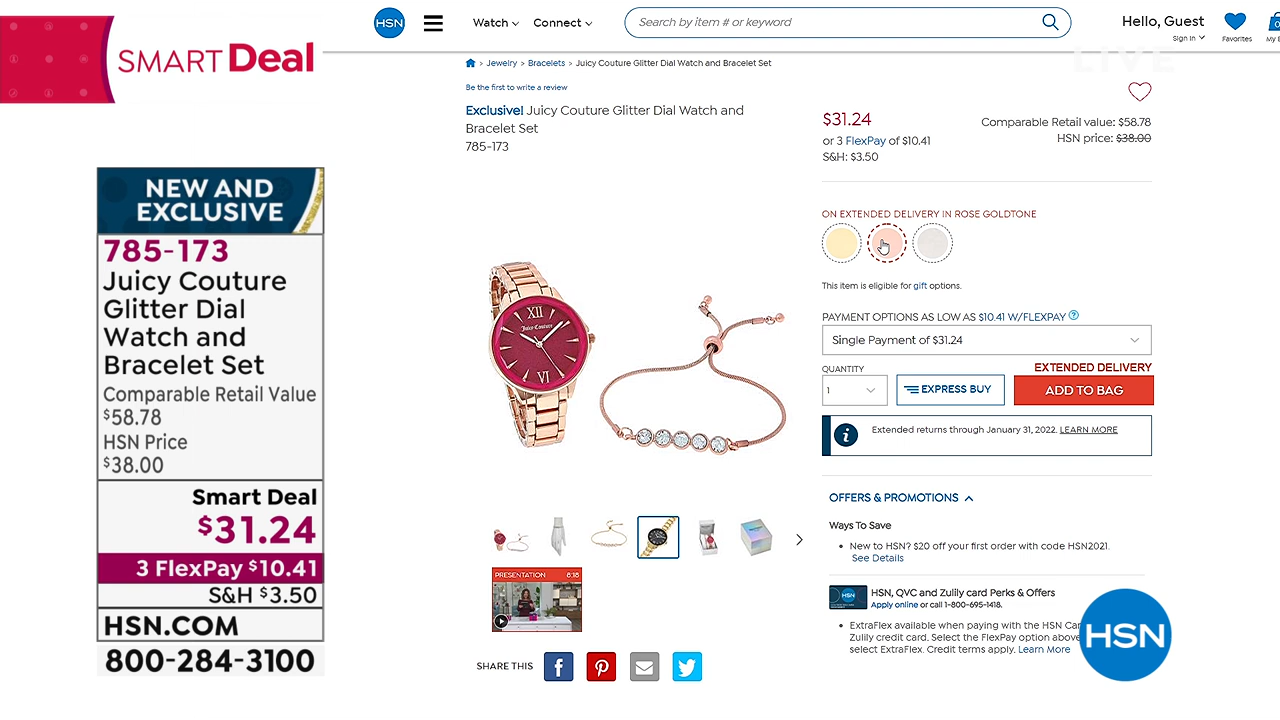 SMART Deal
NEW AND
EXCLUSIVE
785-173
Juicy Couture
Glitter Dial
Watch and
Bracelet Set
Comparable Retail Value
$58.78
HSN Price
$38.00
Smart Deal
$31.24
3 FlexPay $10.41
S&H $3.50
HSN.COM
800-284-3100
HSN
Watch
Connect
Search by item # or keyword
Hello, Guest
Sign In
Favorites
0
LIVE
Jewelry > Bracelets > Juicy Couture Glitter Dial Watch and Bracelet Set
Be the first to write a review
Exclusive! Juicy Couture Glitter Dial Watch and
Bracelet Set
785-173
XII
Juicy Couture
VI
PRESENTATION 8:18
SHARE THIS
$31.24
or 3 FlexPay of $10.41
S&H: $3.50
Comparable Retail value: $58.78
HSN price: $38.00
ON EXTENDED DELIVERY IN ROSE GOLDTONE
This item is eligible for gift options.
PAYMENT OPTIONS AS LOW AS $10.41 W/FLEXPAY ?
Single Payment of $31.24
EXTENDED DELIVERY
QUANTITY
1
EXPRESS BUY
ADD TO BAG
Extended returns through January 31, 2022. LEARN MORE
OFFERS & PROMOTIONS
Ways To Save
• New to HSN? $20 off your first order with code HSN2021.
See Details
HSN, QVC and Zulily card Perks & Offers
Apply online or call 1-800-695-1418.
• ExtraFlex available when paying with the HSN Car
Zulily credit card. Select the FlexPay option above
select ExtraFlex. Credit terms apply. Learn More
HSN